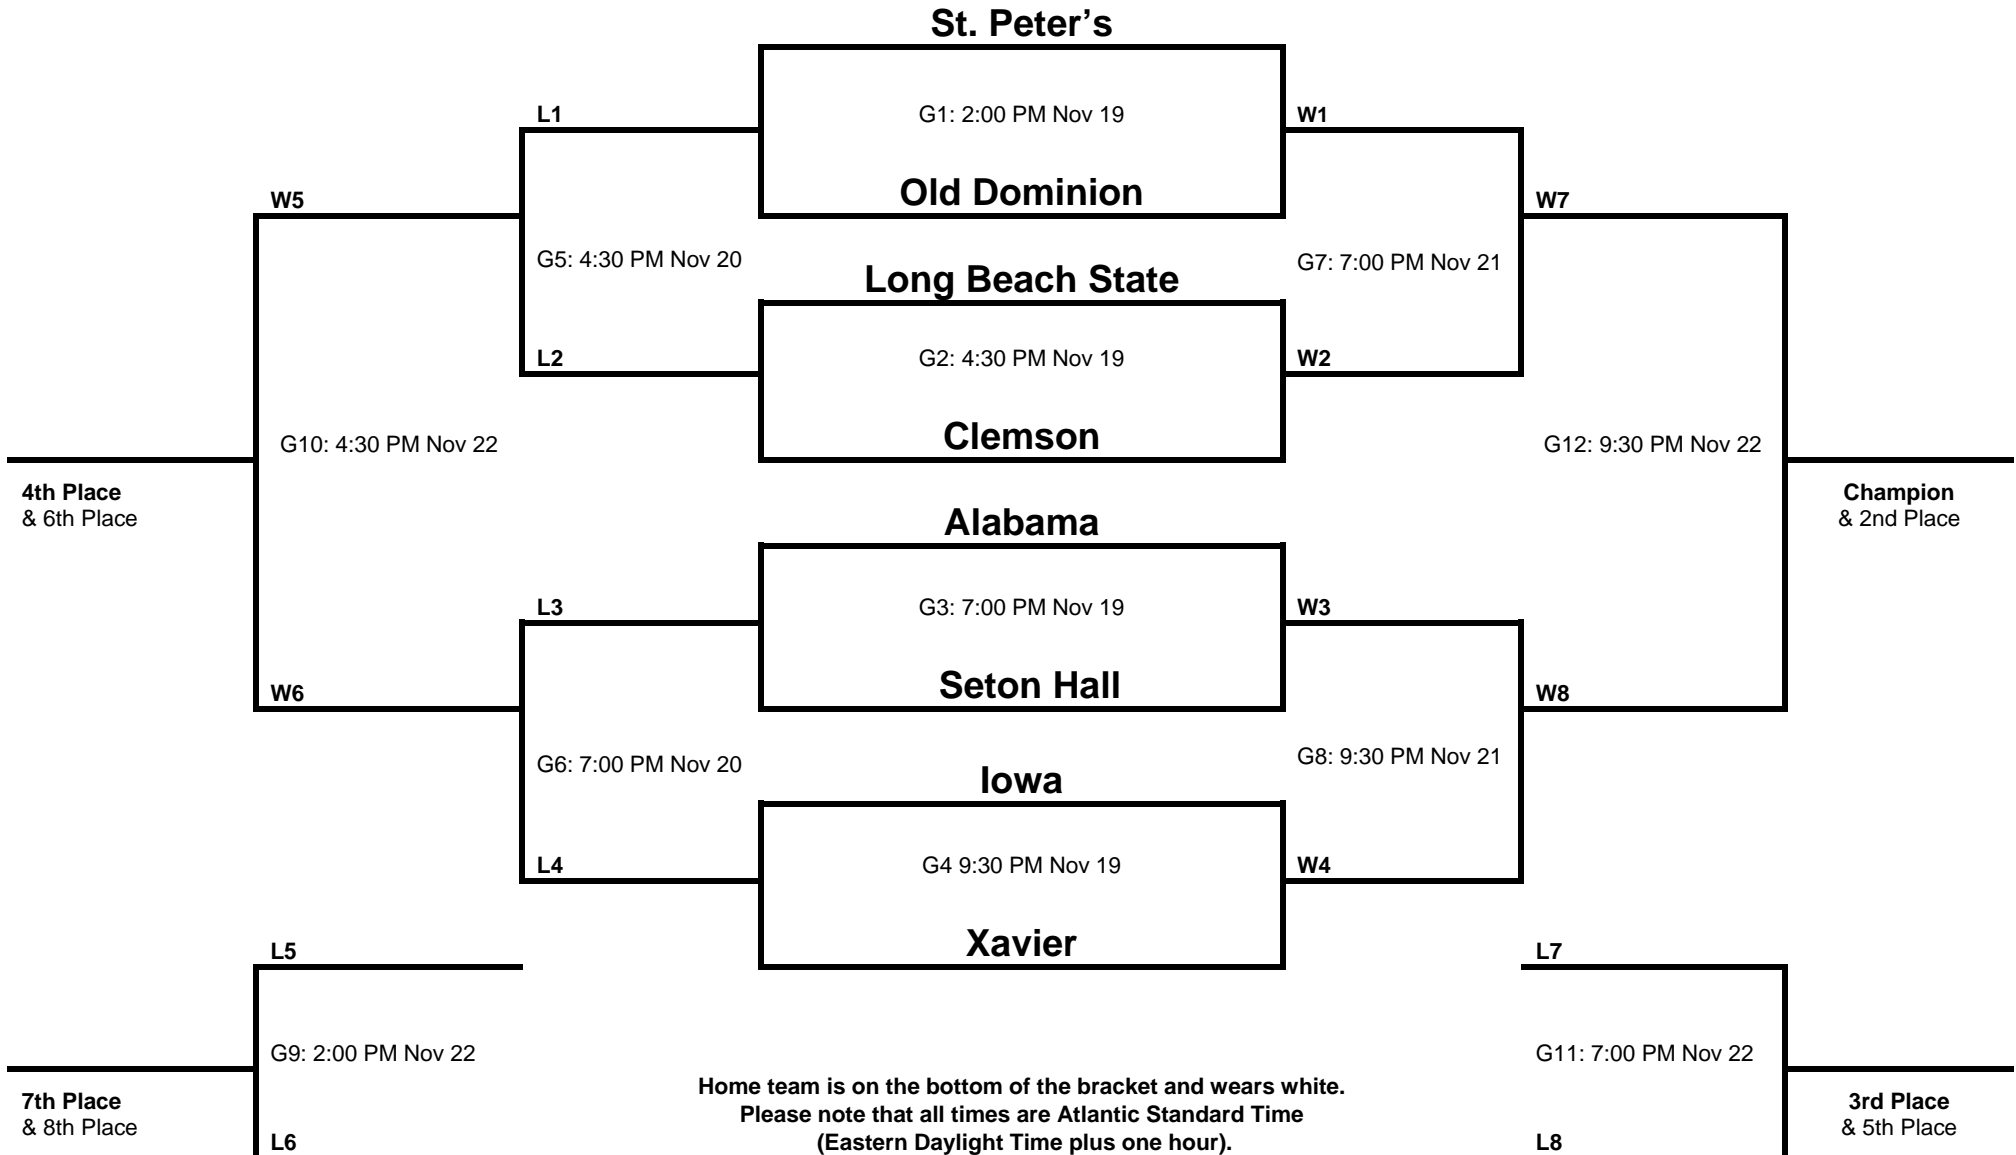 St. Peter’s
L1
G1: 2:00 PM Nov 19
W1
W5
Old Dominion
W7
G5: 4:30 PM Nov 20
Long Beach State
G7: 7:00 PM Nov 21
L2
G2: 4:30 PM Nov 19
W2
G10: 4:30 PM Nov 22
Clemson
G12: 9:30 PM Nov 22
4th Place
& 6th Place
Champion
& 2nd Place
Alabama
L3
G3: 7:00 PM Nov 19
W3
W6
Seton Hall
W8
G6: 7:00 PM Nov 20
Iowa
G8: 9:30 PM Nov 21
L4
G4 9:30 PM Nov 19
W4
L5
Xavier
L7
G9: 2:00 PM Nov 22
G11: 7:00 PM Nov 22
7th Place
& 8th Place
L6
Home team is on the bottom of the bracket and wears white.
Please note that all times are Atlantic Standard Time
(Eastern Daylight Time plus one hour).
3rd Place
& 5th Place
L8